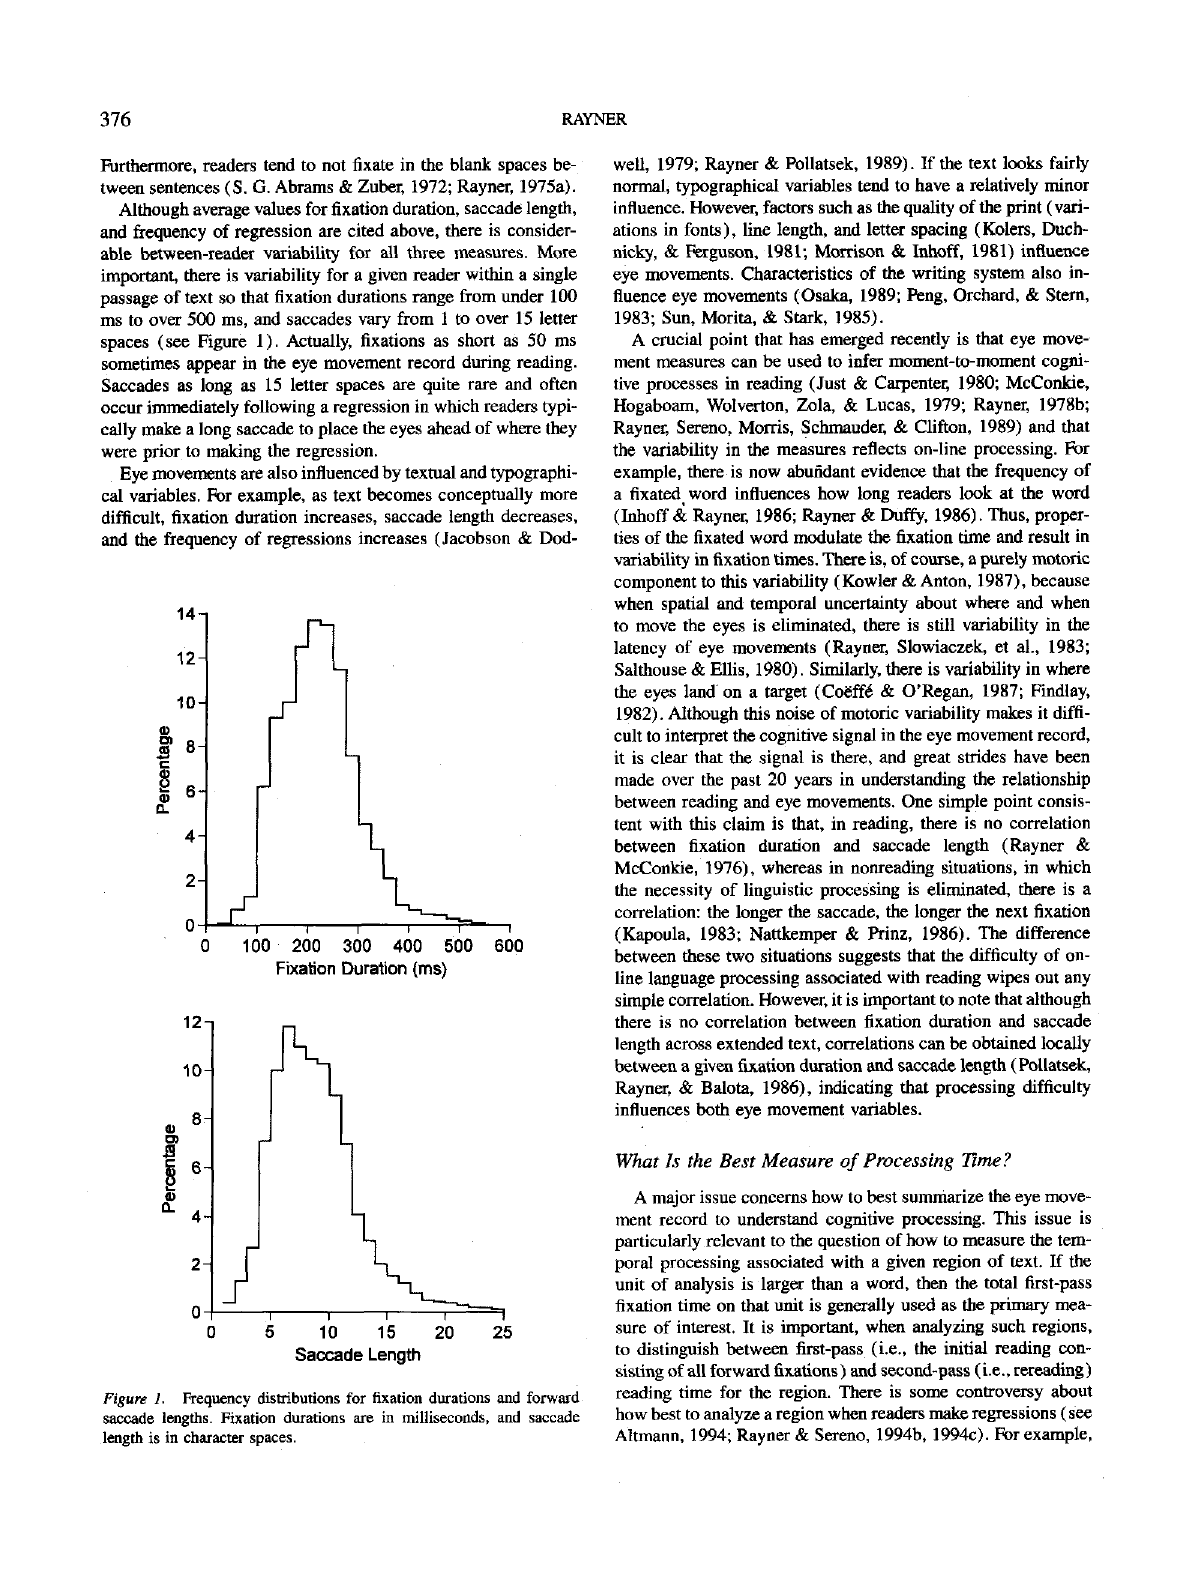 376
RAYNER
Furthermore, readers tend to not fixate in the blank spaces be-
tween sentences (S. G. Abrams & Zuber, 1972; Rayner, 1975a).
Although average values for fixation duration, saccade length,
and frequency of regression are cited above, there is consider-
able between-reader variability for all three measures. More
important, there is variability for a given reader within a single
passage of text so that fixation durations range from under 100
ms to over 500 ms, and saccades vary from 1 to over 15 letter
spaces (see Figure 1). Actually, fixations as short as 50 ms
sometimes appear in the eye movement record during reading.
Saccades as long as 15 letter spaces are quite rare and often
occur immediately following a regression in which readers typi-
cally make a long saccade to place the eyes ahead of where they
were prior to making the regression.
Eye movements are also influenced by textual and typographi-
cal variables. For example, as text becomes conceptually more
difficult, fixation duration increases, saccade length decreases,
and the frequency of regressions increases (Jacobson & Dod-
14
12
10
8
6
4
2
0
Percentage
0 100 200 300 400 500 600
Fixation Duration (ms)
12
10
8
6
4
2
0
Percentage
0 5 10 15 20 25
Saccade Length
Figure 1. Frequency distributions for fixation durations and forward
saccade lengths. Fixation durations are in milliseconds, and saccade
length is in character spaces.
well, 1979; Rayner & Pollatsek, 1989). If the text looks fairly
normal, typographical variables tend to have a relatively minor
influence. However, factors such as the quality of the print (vari-
ations in fonts), line length, and letter spacing (Kolers, Duch-
nicky, & Ferguson, 1981; Morrison & Inhoff, 1981) influence
eye movements. Characteristics of the writing system also in-
fluence eye movements (Osaka, 1989; Peng, Orchard, & Stern,
1983; Sun, Morita, & Stark, 1985).
A crucial point that has emerged recently is that eye move-
ment measures can be used to infer moment-to-moment cogni-
tive processes in reading (Just & Carpenter, 1980; McConkie,
Hogaboam, Wolverton, Zola, & Lucas, 1979; Rayner, 1978b;
Rayner, Sereno, Morris, Schmauder, & Clifton, 1989) and that
the variability in the measures reflects on-line processing. For
example, there is now abundant evidence that the frequency of
a fixated word influences how long readers look at the word
(Inhoff & Rayner, 1986; Rayner & Duffy, 1986). Thus, proper-
ties of the fixated word modulate the fixation time and result in
variability in fixation times. There is, of course, a purely motoric
component to this variability (Kowler & Anton, 1987), because
when spatial and temporal uncertainty about where and when
to move the eyes is eliminated, there is still variability in the
latency of eye movements (Rayner, Slowiaczek, et al., 1983;
Salthouse & Ellis, 1980). Similarly, there is variability in where
the eyes land on a target (Coëffé & O'Regan, 1987; Findlay,
1982). Although this noise of motoric variability makes it diffi-
cult to interpret the cognitive signal in the eye movement record,
it is clear that the signal is there, and great strides have been
made over the past 20 years in understanding the relationship
between reading and eye movements. One simple point consis-
tent with this claim is that, in reading, there is no correlation
between fixation duration and saccade length (Rayner &
McConkie, 1976), whereas in nonreading situations, in which
the necessity of linguistic processing is eliminated, there is a
correlation: the longer the saccade, the longer the next fixation
(Kapoula, 1983; Nattkemper & Prinz, 1986). The difference
between these two situations suggests that the difficulty of on-
line language processing associated with reading wipes out any
simple correlation. However, it is important to note that although
there is no correlation between fixation duration and saccade
length across extended text, correlations can be obtained locally
between a given fixation duration and saccade length (Pollatsek,
Rayner, & Balota, 1986), indicating that processing difficulty
influences both eye movement variables.
What Is the Best Measure of Processing Time?
A major issue concerns how to best summarize the eye move-
ment record to understand cognitive processing. This issue is
particularly relevant to the question of how to measure the tem-
poral processing associated with a given region of text. If the
unit of analysis is larger than a word, then the total first-pass
fixation time on that unit is generally used as the primary mea-
sure of interest. It is important, when analyzing such regions,
to distinguish between first-pass (i.e., the initial reading con-
sisting of all forward fixations) and second-pass (i.e., rereading)
reading time for the region. There is some controversy about
how best to analyze a region when readers make regressions (see
Altmann, 1994; Rayner & Sereno, 1994b, 1994c). For example,